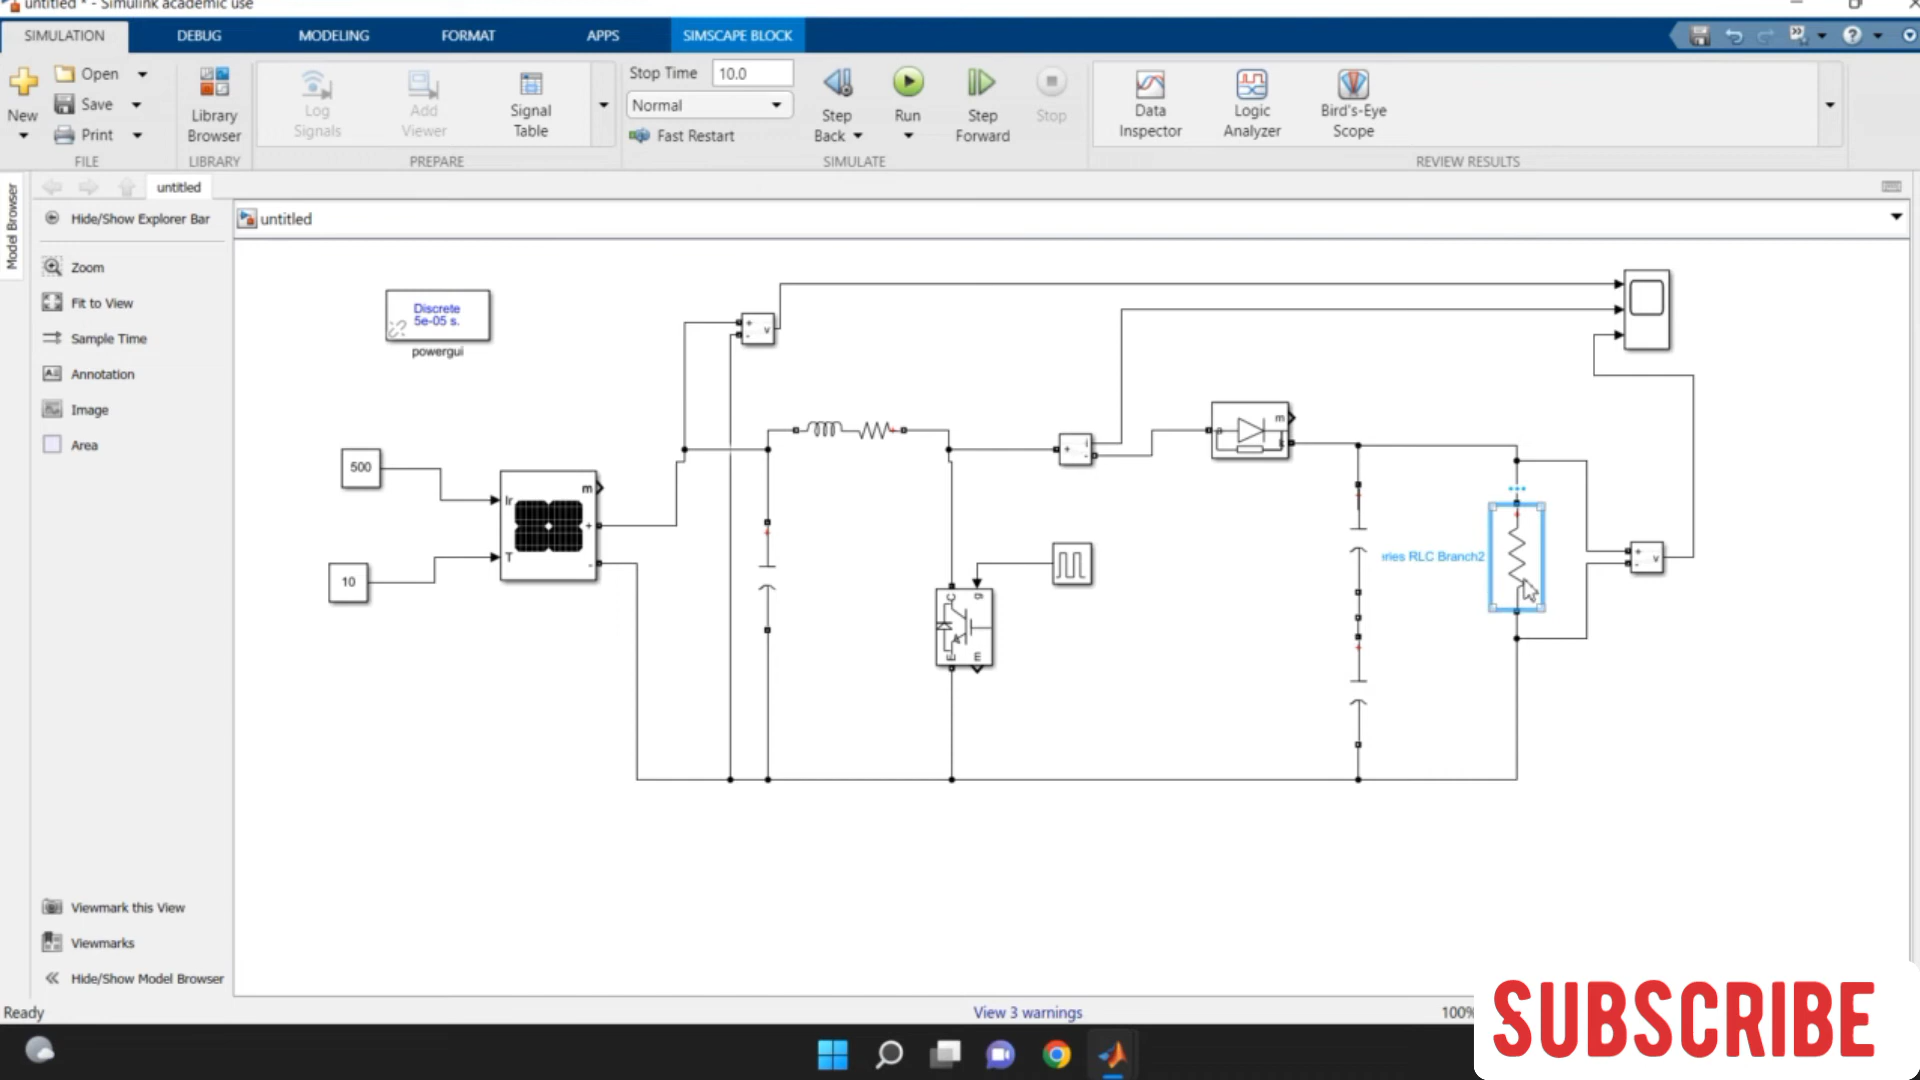 untitled * - Simulink academic use
SIMULATION DEBUG MODELING FORMAT APPS SIMSCAPE BLOCK
New
Open
Save
Print
FILE
Library
Browser
LIBRARY
Log
Signals
Add
Viewer
Signal
Table
PREPARE
Stop Time 10.0
Normal
Fast Restart
Step
Back
Run
Step
Forward
Stop
SIMULATE
Data
Inspector
Logic
Analyzer
Bird's-Eye
Scope
REVIEW RESULTS
Model Browser
untitled
Hide/Show Explorer Bar
untitled
Zoom
Fit to View
Sample Time
Annotation
Image
Area
Discrete
5e-05 s.
powergui
+
-
v
500
10
Ir
T
m
+
-
C
g
E
m
+
i
-
a
m
k
ries RLC Branch2
+
-
v
Viewmark this View
Viewmarks
Hide/Show Model Browser
Ready
View 3 warnings
100%
SUBSCRIBE